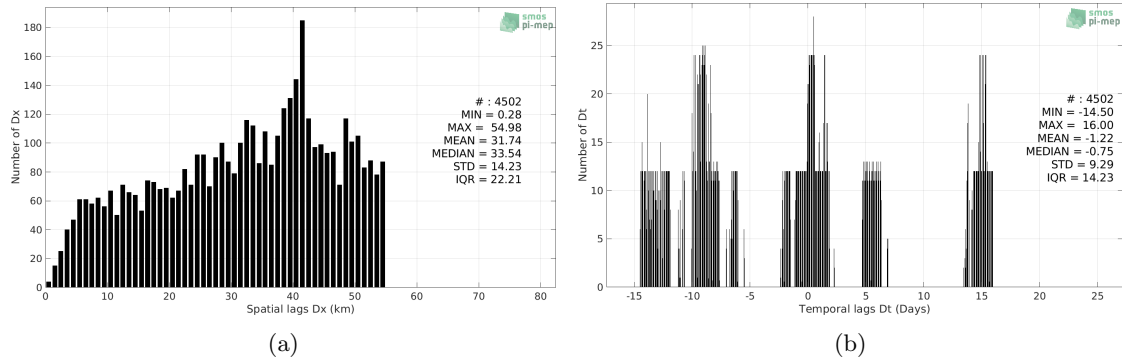 smos
pi-mep
180
160
140
120
100
80
60
40
20
0
Number of Dx
# : 4502
MIN = 0.28
MAX = 54.98
MEAN = 31.74
MEDIAN = 33.54
STD = 14.23
IQR = 22.21
0 10 20 30 40 50 60 70 80
Spatial lags Dx (km)
(a)
smos
pi-mep
25
20
15
10
5
0
Number of Dt
# : 4502
MIN = -14.50
MAX = 16.00
MEAN = -1.22
MEDIAN = -0.75
STD = 9.29
IQR = 14.23
-15 -10 -5 0 5 10 15 20 25
Temporal lags Dt (Days)
(b)